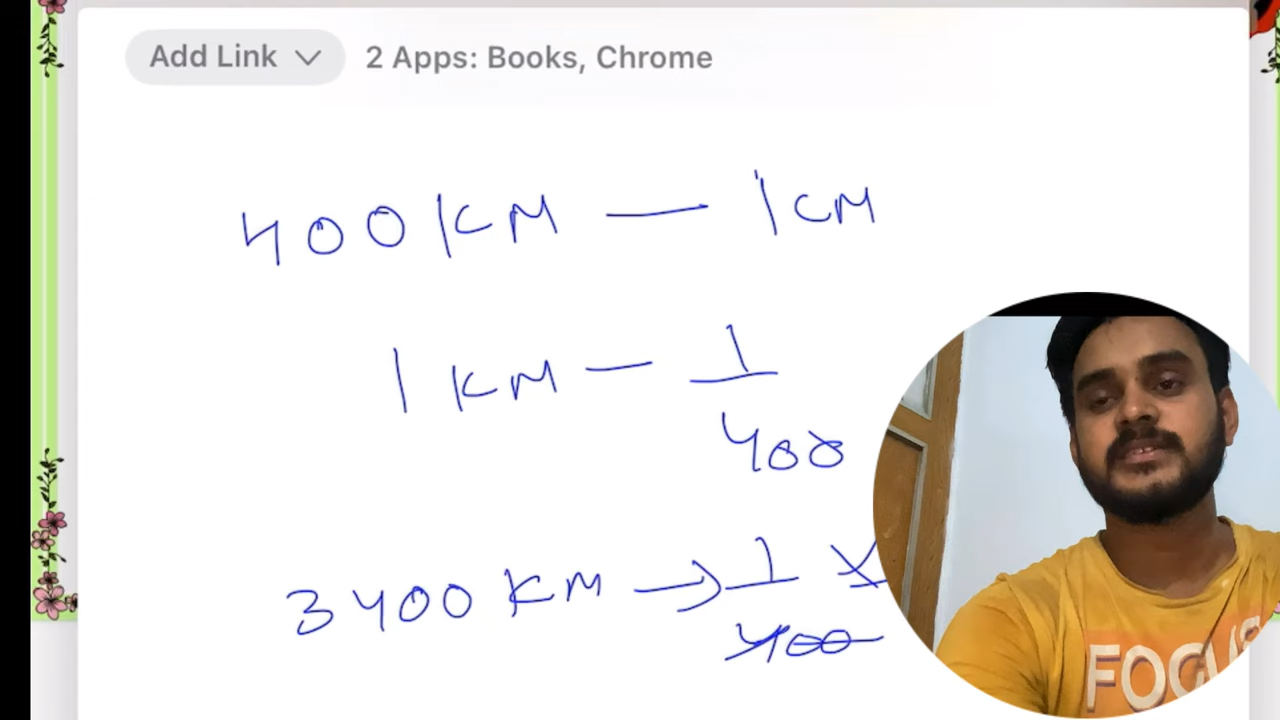 Add Link 2 Apps: Books, Chrome
400 KM — 1 CM
1 KM — 1
400
3400 KM → 1 ×
400
FOCUS